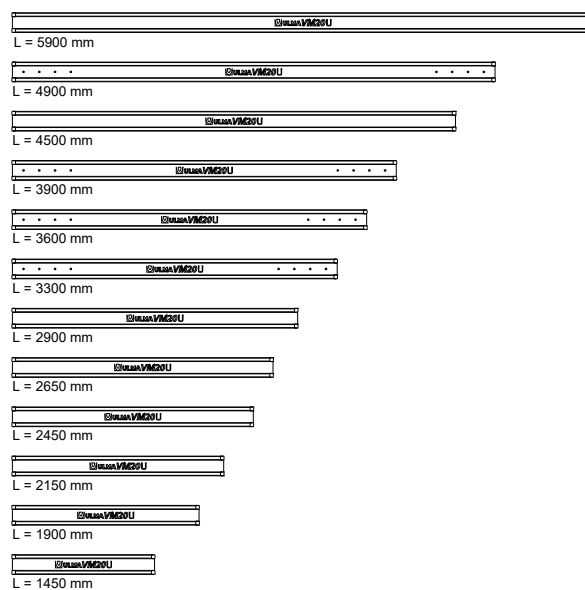 ULMA VM20U
L = 5900 mm
ULMA VM20U
L = 4900 mm
ULMA VM20U
L = 4500 mm
ULMA VM20U
L = 3900 mm
ULMA VM20U
L = 3600 mm
ULMA VM20U
L = 3300 mm
ULMA VM20U
L = 2900 mm
ULMA VM20U
L = 2650 mm
ULMA VM20U
L = 2450 mm
ULMA VM20U
L = 2150 mm
ULMA VM20U
L = 1900 mm
ULMA VM20U
L = 1450 mm